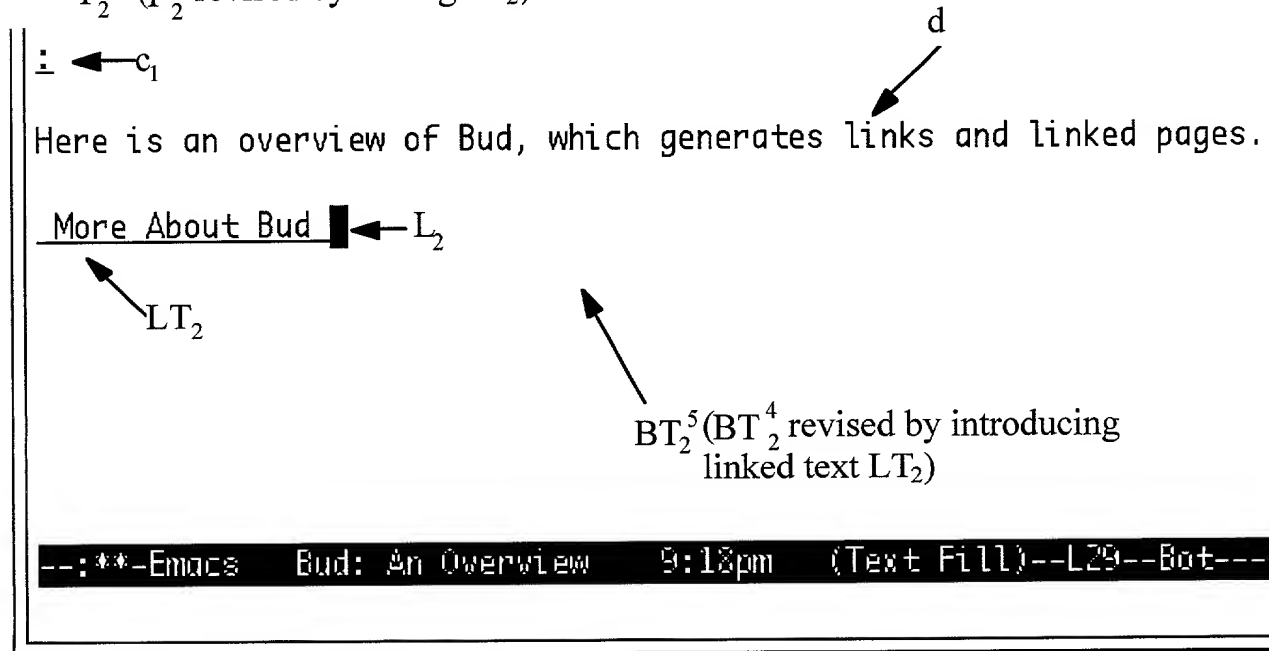 d
: c₁
Here is an overview of Bud, which generates links and linked pages.
More About Bud L₂
LT₂
BT₂⁵(BT₂⁴ revised by introducing
linked text LT₂)
--:**-Emacs Bud: An Overview 9:18pm (Text Fill)--L29--Bot---